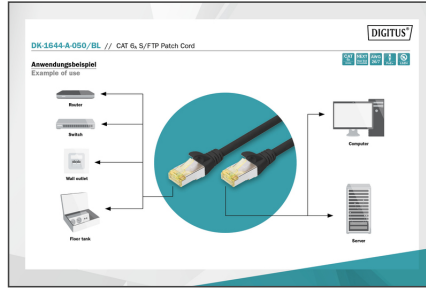 DIGITUS®
DK-1644-A-050/BL // CAT 6A S/FTP Patch Cord
Anwendungsbeispiel
Example of use
Router
Switch
Wall outlet
Floor tank
Computer
Server